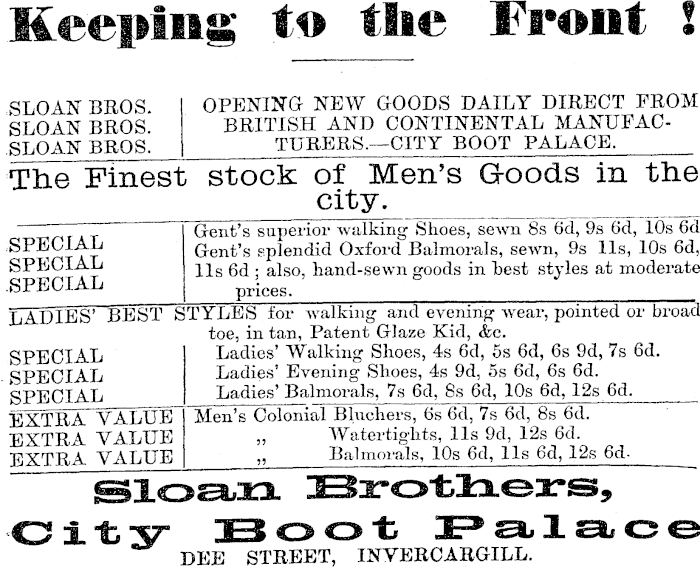 Keeping to the Front !
SLOAN BROS.
SLOAN BROS.
SLOAN BROS.
OPENING NEW GOODS DAILY DIRECT FROM
BRITISH AND CONTINENTAL MANUFAC-
TURERS.—CITY BOOT PALACE.
The Finest stock of Men's Goods in the
city.
SPECIAL
SPECIAL
SPECIAL
Gent's superior walking Shoes, sewn 8s 6d, 9s 6d, 10s 6d
Gent's splendid Oxford Balmorals, sewn, 9s 11s, 10s 6d,
11s 6d ; also, hand-sewn goods in best styles at moderate
prices.
LADIES' BEST STYLES for walking and evening wear, pointed or broad
toe, in tan, Patent Glaze Kid, &c.
SPECIAL Ladies' Walking Shoes, 4s 6d, 5s 6d, 6s 9d, 7s 6d.
SPECIAL Ladies' Evening Shoes, 4s 9d, 5s 6d, 6s 6d.
SPECIAL Ladies' Balmorals, 7s 6d, 8s 6d, 10s 6d, 12s 6d.
EXTRA VALUE Men's Colonial Bluchers, 6s 6d, 7s 6d, 8s 6d.
EXTRA VALUE ,, Watertights, 11s 9d, 12s 6d.
EXTRA VALUE ,, Balmorals, 10s 6d, 11s 6d, 12s 6d.
Sloan Brothers,
City Boot Palace
DEE STREET, INVERCARGILL.